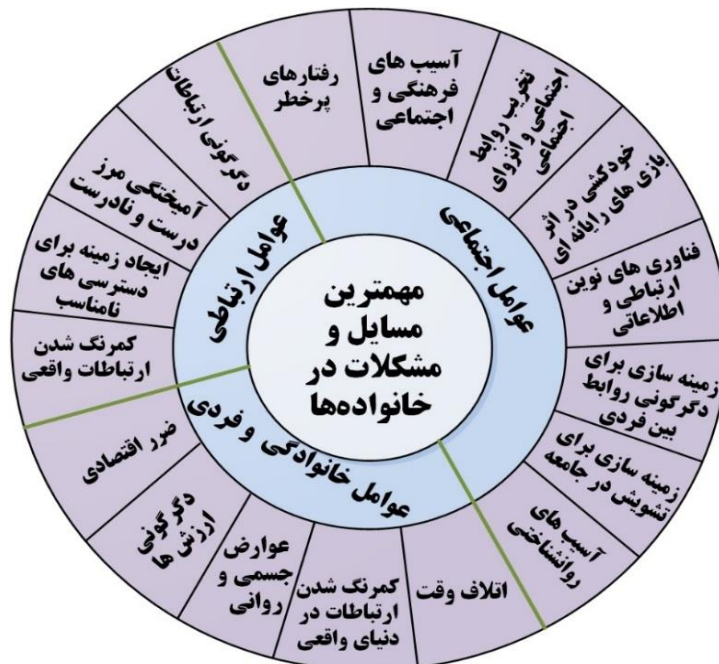 مهمترین
مسایل و
مشکلات در
خانواده‌ها
عوامل اجتماعی
رفتارهای
پرخطر
آسیب های
فرهنگی و
اجتماعی
تخریب روابط
اجتماعی و انزوای
اجتماعی
خودکشی در اثر
بازی های رایانه ای
فناوری های نوین
ارتباطی و
اطلاعاتی
زمینه سازی برای
دگرگونی روابط
بین فردی
زمینه سازی برای
تشویش در جامعه
آسیب های
روانشناختی
عوامل خانوادگی و فردی
اتلاف وقت
کمرنگ شدن
ارتباطات در
دنیای واقعی
عوارض
جسمی و
روانی
دگرگونی
ارزش ها
ضرر اقتصادی
عوامل ارتباطی
کمرنگ شدن
ارتباطات واقعی
ایجاد زمینه برای
دسترسی های
نامناسب
آمیختگی مرز
درست و نادرست
دگرگونی ارتباطات